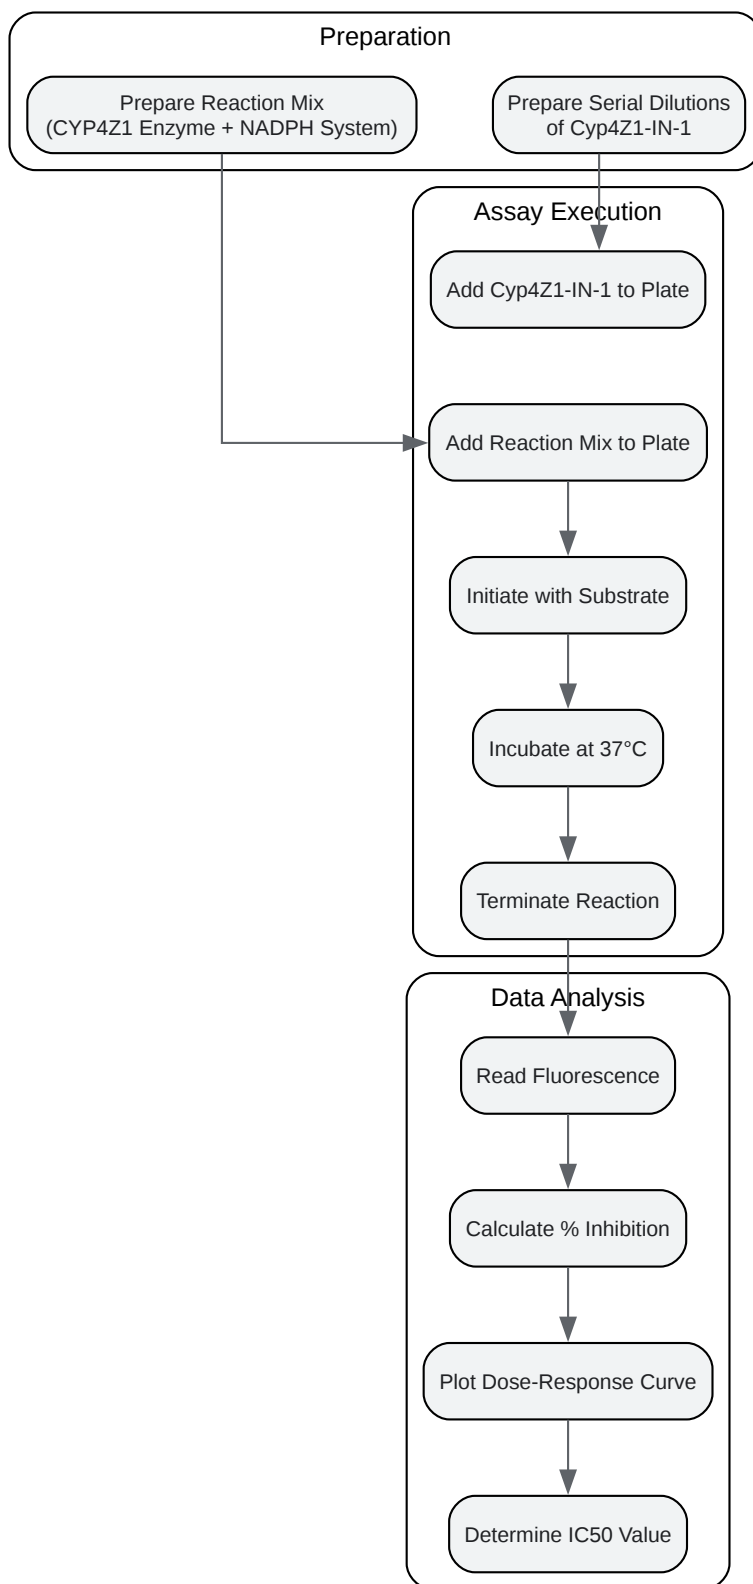 Preparation
Prepare Reaction Mix
(CYP4Z1 Enzyme + NADPH System)
Prepare Serial Dilutions
of Cyp4Z1-IN-1
Assay Execution
Add Cyp4Z1-IN-1 to Plate
Add Reaction Mix to Plate
Initiate with Substrate
Incubate at 37°C
Terminate Reaction
Data Analysis
Read Fluorescence
Calculate % Inhibition
Plot Dose-Response Curve
Determine IC50 Value